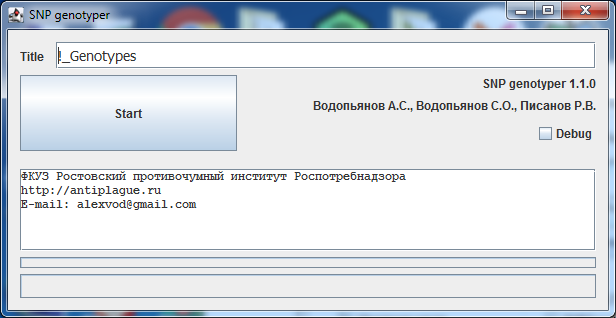 SNP genotyper
Title
!_Genotypes
Start
SNP genotyper 1.1.0
Водопьянов А.С., Водопьянов С.О., Писанов Р.В.
Debug
ФКУЗ Ростовский противочумный институт Роспотребнадзора
http://antiplague.ru
E-mail: alexvod@gmail.com